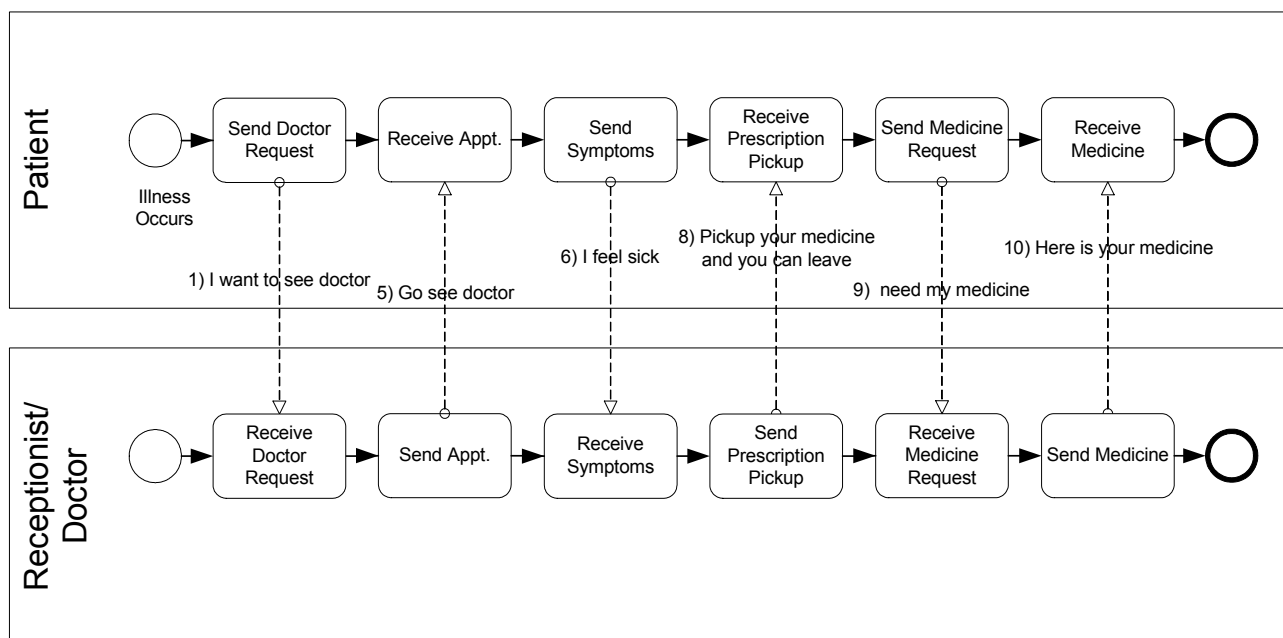 Patient
Illness
Occurs
Send Doctor
Request
Receive Appt.
Send
Symptoms
Receive
Prescription
Pickup
Send Medicine
Request
Receive
Medicine
1) I want to see doctor
5) Go see doctor
6) I feel sick
8) Pickup your medicine
and you can leave
9) need my medicine
10) Here is your medicine
Receptionist/
Doctor
Receive
Doctor
Request
Send Appt.
Receive
Symptoms
Send
Prescription
Pickup
Receive
Medicine
Request
Send Medicine